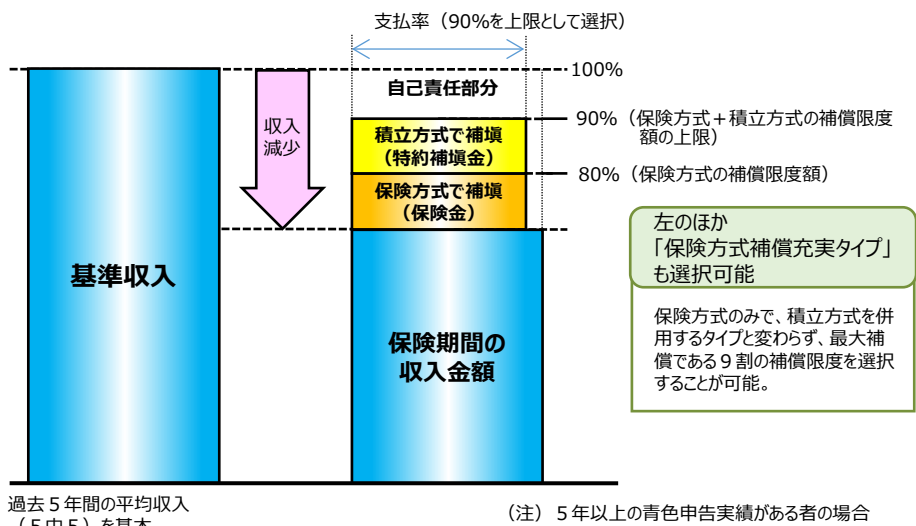 支払率（90%を上限として選択）
100%
自己責任部分
収入
減少
90%（保険方式＋積立方式の補償限度
額の上限）
積立方式で補填
（特約補填金）
80%（保険方式の補償限度額）
保険方式で補填
（保険金）
左のほか
「保険方式補償充実タイプ」
も選択可能
基準収入
保険方式のみで、積立方式を併
用するタイプと変わらず、最大補
償である９割の補償限度を選択
することが可能。
保険期間の
収入金額
過去５年間の平均収入
（５中５）を基本
（注）５年以上の青色申告実績がある者の場合